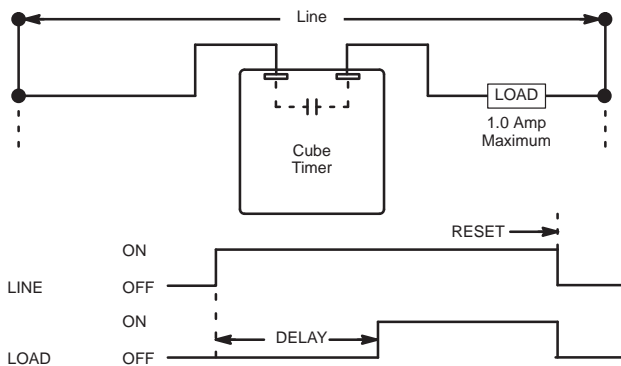 Line
LOAD
1.0 Amp
Maximum
Cube
Timer
RESET
ON
LINE OFF
ON
DELAY
LOAD OFF